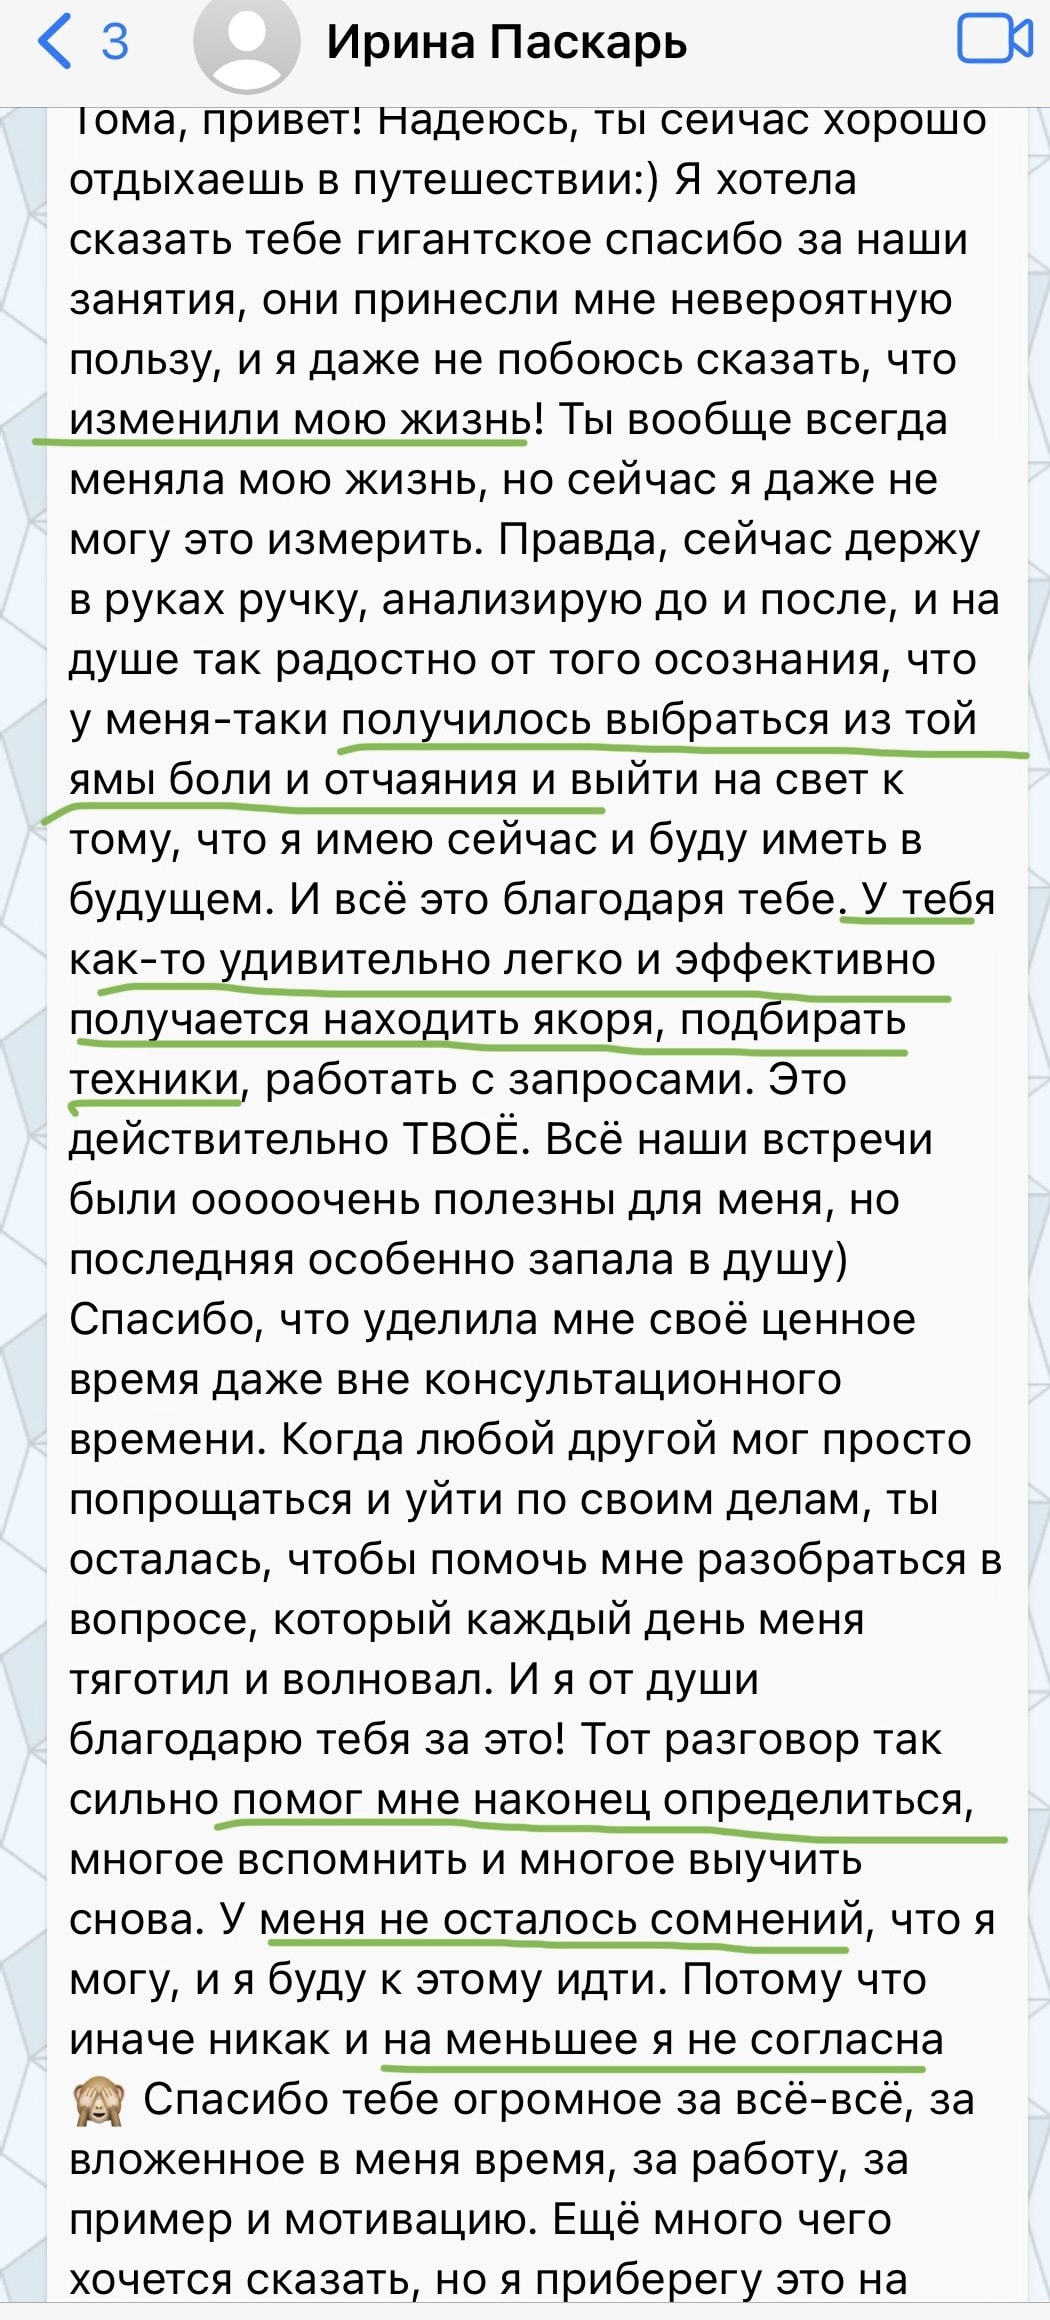 3
Ирина Паскарь
Тома, привет! Надеюсь, ты сейчас хорошо
отдыхаешь в путешествии:) Я хотела
сказать тебе гигантское спасибо за наши
занятия, они принесли мне невероятную
пользу, и я даже не побоюсь сказать, что
изменили мою жизнь! Ты вообще всегда
меняла мою жизнь, но сейчас я даже не
могу это измерить. Правда, сейчас держу
в руках ручку, анализирую до и после, и на
душе так радостно от того осознания, что
у меня-таки получилось выбраться из той
ямы боли и отчаяния и выйти на свет к
тому, что я имею сейчас и буду иметь в
будущем. И всё это благодаря тебе. У тебя
как-то удивительно легко и эффективно
получается находить якоря, подбирать
техники, работать с запросами. Это
действительно ТВОЁ. Всё наши встречи
были ооооочень полезны для меня, но
последняя особенно запала в душу)
Спасибо, что уделила мне своё ценное
время даже вне консультационного
времени. Когда любой другой мог просто
попрощаться и уйти по своим делам, ты
осталась, чтобы помочь мне разобраться в
вопросе, который каждый день меня
тяготил и волновал. И я от души
благодарю тебя за это! Тот разговор так
сильно помог мне наконец определиться,
многое вспомнить и многое выучить
снова. У меня не осталось сомнений, что я
могу, и я буду к этому идти. Потому что
иначе никак и на меньшее я не согласна
🙈 Спасибо тебе огромное за всё-всё, за
вложенное в меня время, за работу, за
пример и мотивацию. Ещё много чего
хочется сказать, но я приберегу это на